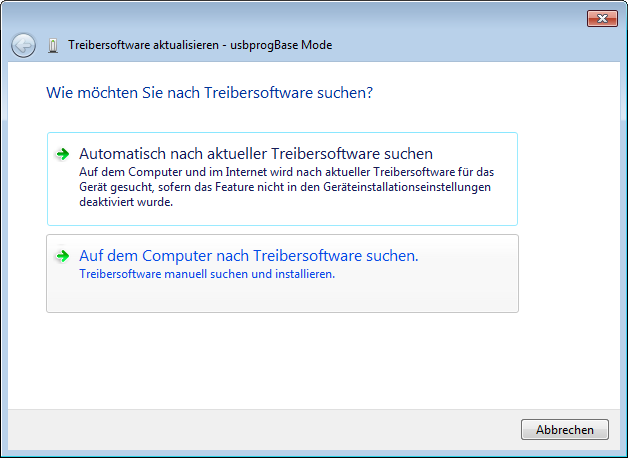 Treibersoftware aktualisieren - usbprogBase Mode
Wie möchten Sie nach Treibersoftware suchen?
Automatisch nach aktueller Treibersoftware suchen
Auf dem Computer und im Internet wird nach aktueller Treibersoftware für das
Gerät gesucht, sofern das Feature nicht in den Geräteinstallationseinstellungen
deaktiviert wurde.
Auf dem Computer nach Treibersoftware suchen.
Treibersoftware manuell suchen und installieren.
Abbrechen